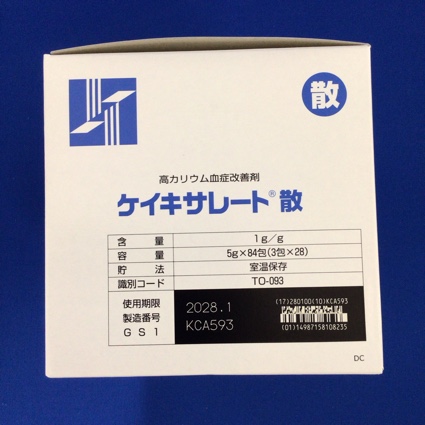 散
高カリウム血症改善剤
ケイキサレート®散
含量 1g/g
容量 5g×84包(3包×28)
貯法 室温保存
識別コード TO-093
使用期限 2028.1
製造番号 KCA593
GS1
(17)280100(10)KCA593
(01)14987158108235
DC